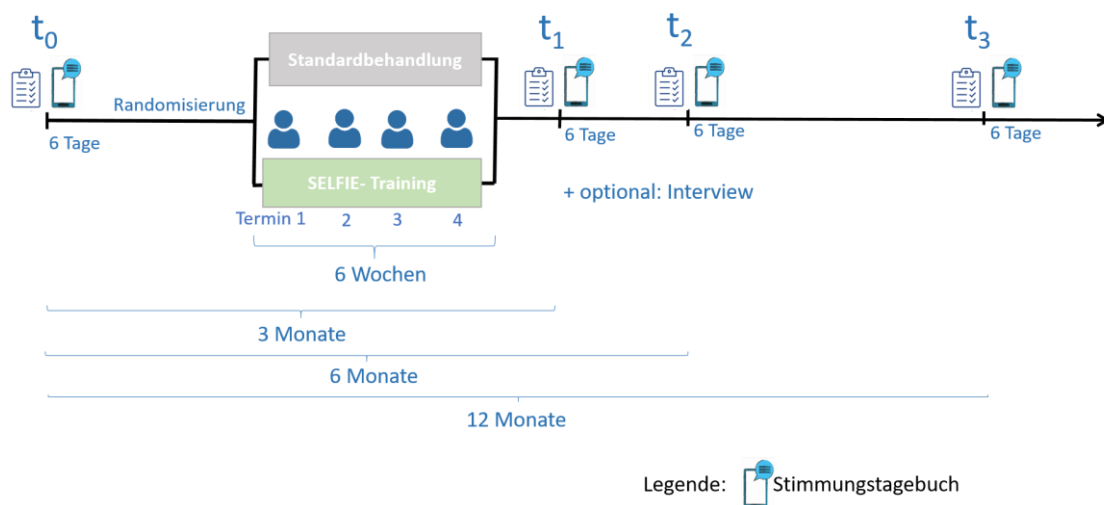 t0
t1
t2
t3
Standardbehandlung
Randomisierung
6 Tage
6 Tage
6 Tage
6 Tage
SELFIE- Training
+ optional: Interview
Termin 1
2
3
4
6 Wochen
3 Monate
6 Monate
12 Monate
Legende:
Stimmungstagebuch